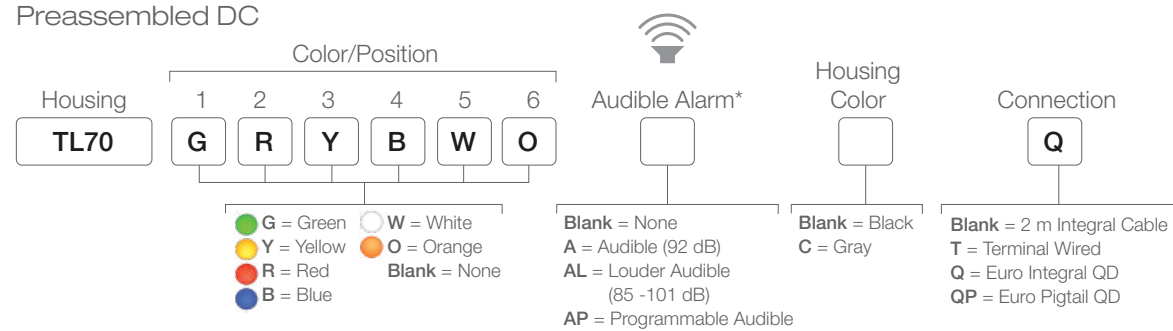 Preassembled DC
Color/Position
Housing 1 2 3 4 5 6 Audible Alarm* Housing Color Connection
TL70 G R Y B W O Q
G = Green W = White
Y = Yellow O = Orange
R = Red Blank = None
B = Blue
Blank = None
A = Audible (92 dB)
AL = Louder Audible
(85 -101 dB)
AP = Programmable Audible
Blank = Black
C = Gray
Blank = 2 m Integral Cable
T = Terminal Wired
Q = Euro Integral QD
QP = Euro Pigtail QD